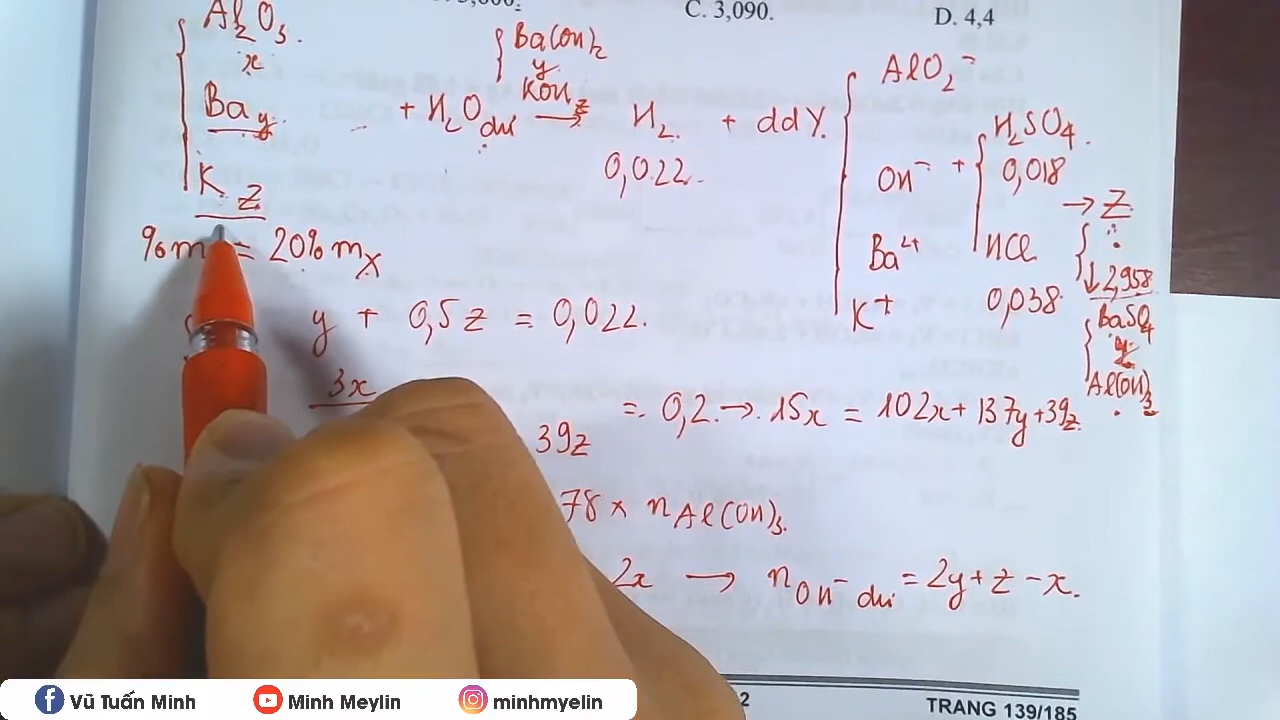 C. 3,090.
D. 4,4
Al2O3.
x
Ba y.
K z
+ H2O dư
Ba(OH)2
y
KOH z
→ H2. + ddY.
0,022.
AlO2-
OH-
Ba2+
K+
+
H2SO4.
0,018
HCl
0,038.
→ Z
↓ 2,958
BaSO4
y
Al(OH)3
= 20% mX
y + 0,5z = 0,022.
3x
39z
= 0,2. → 15x = 102x + 137y + 39z
78 × nAl(OH)3.
2x → nOH- dư = 2y + z - x.
Vũ Tuấn Minh
Minh Meylin
minhmyelin
2
TRANG 139/185